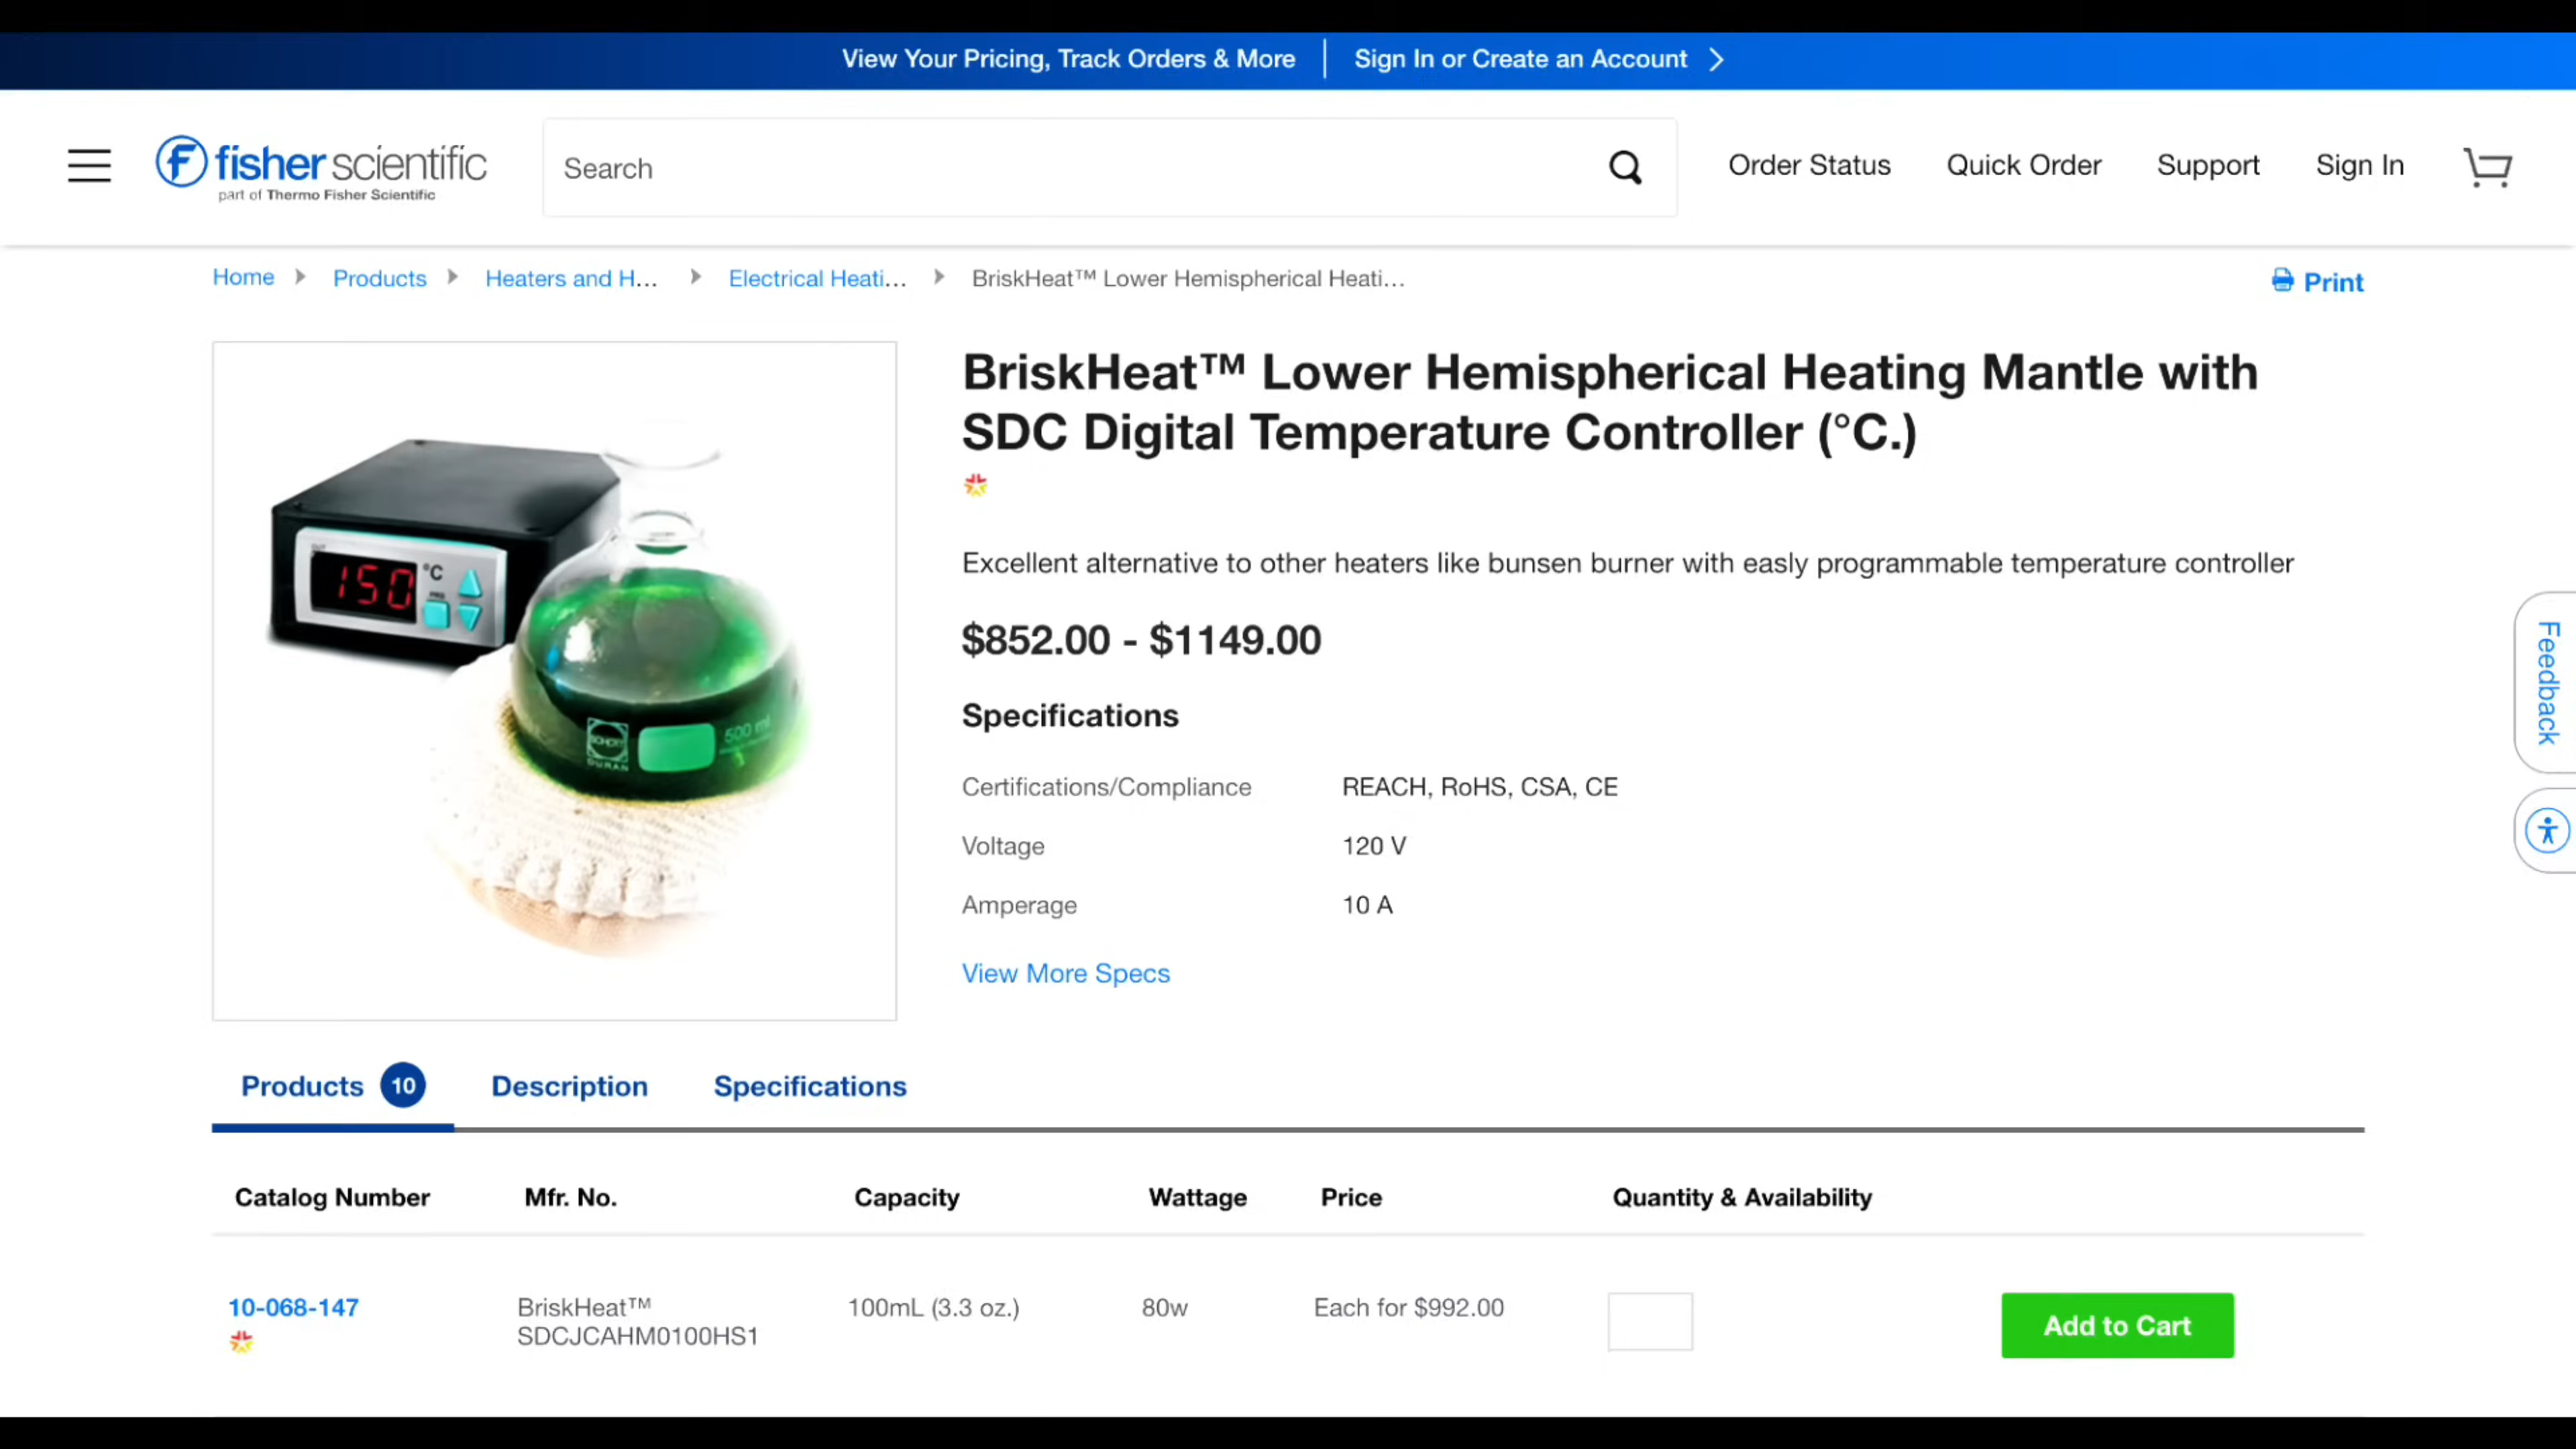 View Your Pricing, Track Orders & More | Sign In or Create an Account
fisher scientific
part of Thermo Fisher Scientific
Search
Order Status
Quick Order
Support
Sign In
Home
Products
Heaters and H...
Electrical Heati...
BriskHeat™ Lower Hemispherical Heati...
Print
BriskHeat™ Lower Hemispherical Heating Mantle with
SDC Digital Temperature Controller (°C.)
Excellent alternative to other heaters like bunsen burner with easly programmable temperature controller
$852.00 - $1149.00
Specifications
Certifications/Compliance REACH, RoHS, CSA, CE
Voltage 120 V
Amperage 10 A
View More Specs
150 °C
500 ml
SCHOTT
DURAN
Feedback
Products 10 Description Specifications
Catalog Number Mfr. No. Capacity Wattage Price Quantity & Availability
10-068-147 BriskHeat™ 100mL (3.3 oz.) 80w Each for $992.00 Add to Cart
SDCJCAHM0100HS1